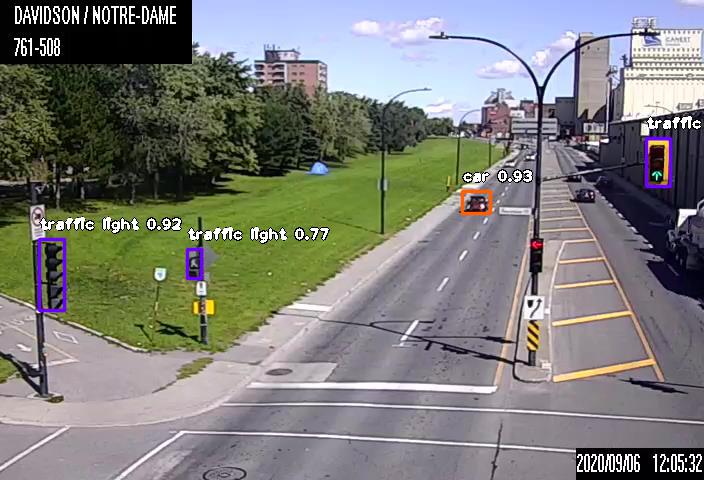 DAVIDSON / NOTRE-DAME
761-508
traffic
car 0.93
traffic light 0.92
traffic light 0.77
2020/09/06 12:05:32